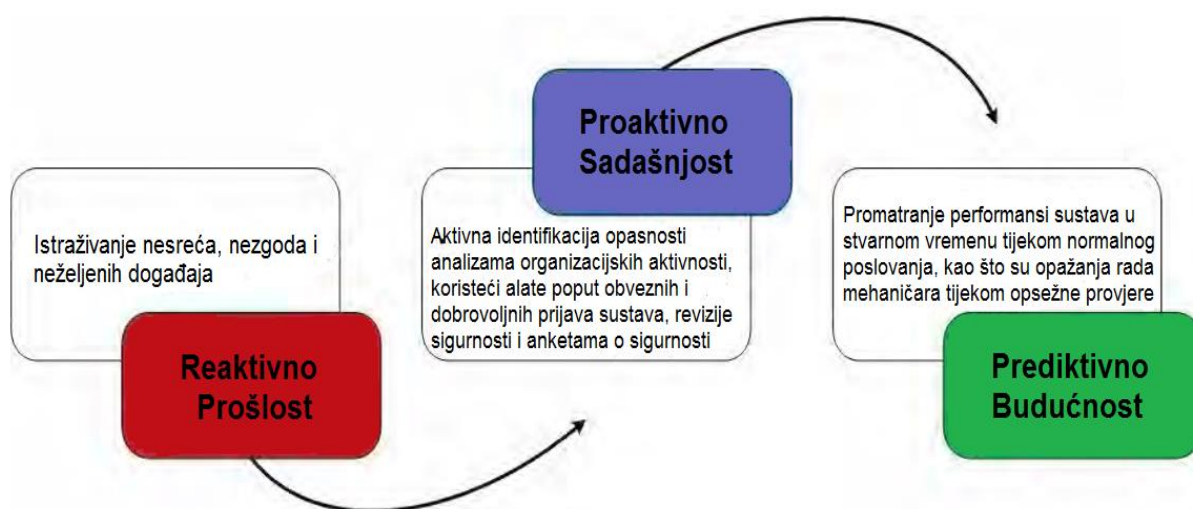 Istraživanje nesreća, nezgoda i
neželjenih događaja
Reaktivno
Prošlost
Proaktivno
Sadašnjost
Aktivna identifikacija opasnosti
analizama organizacijskih aktivnosti,
koristeći alate poput obveznih i
dobrovoljnih prijava sustava, revizije
sigurnosti i anketama o sigurnosti
Promatranje performansi sustava u
stvarnom vremenu tijekom normalnog
poslovanja, kao što su opažanja rada
mehaničara tijekom opsežne provjere
Prediktivno
Budućnost